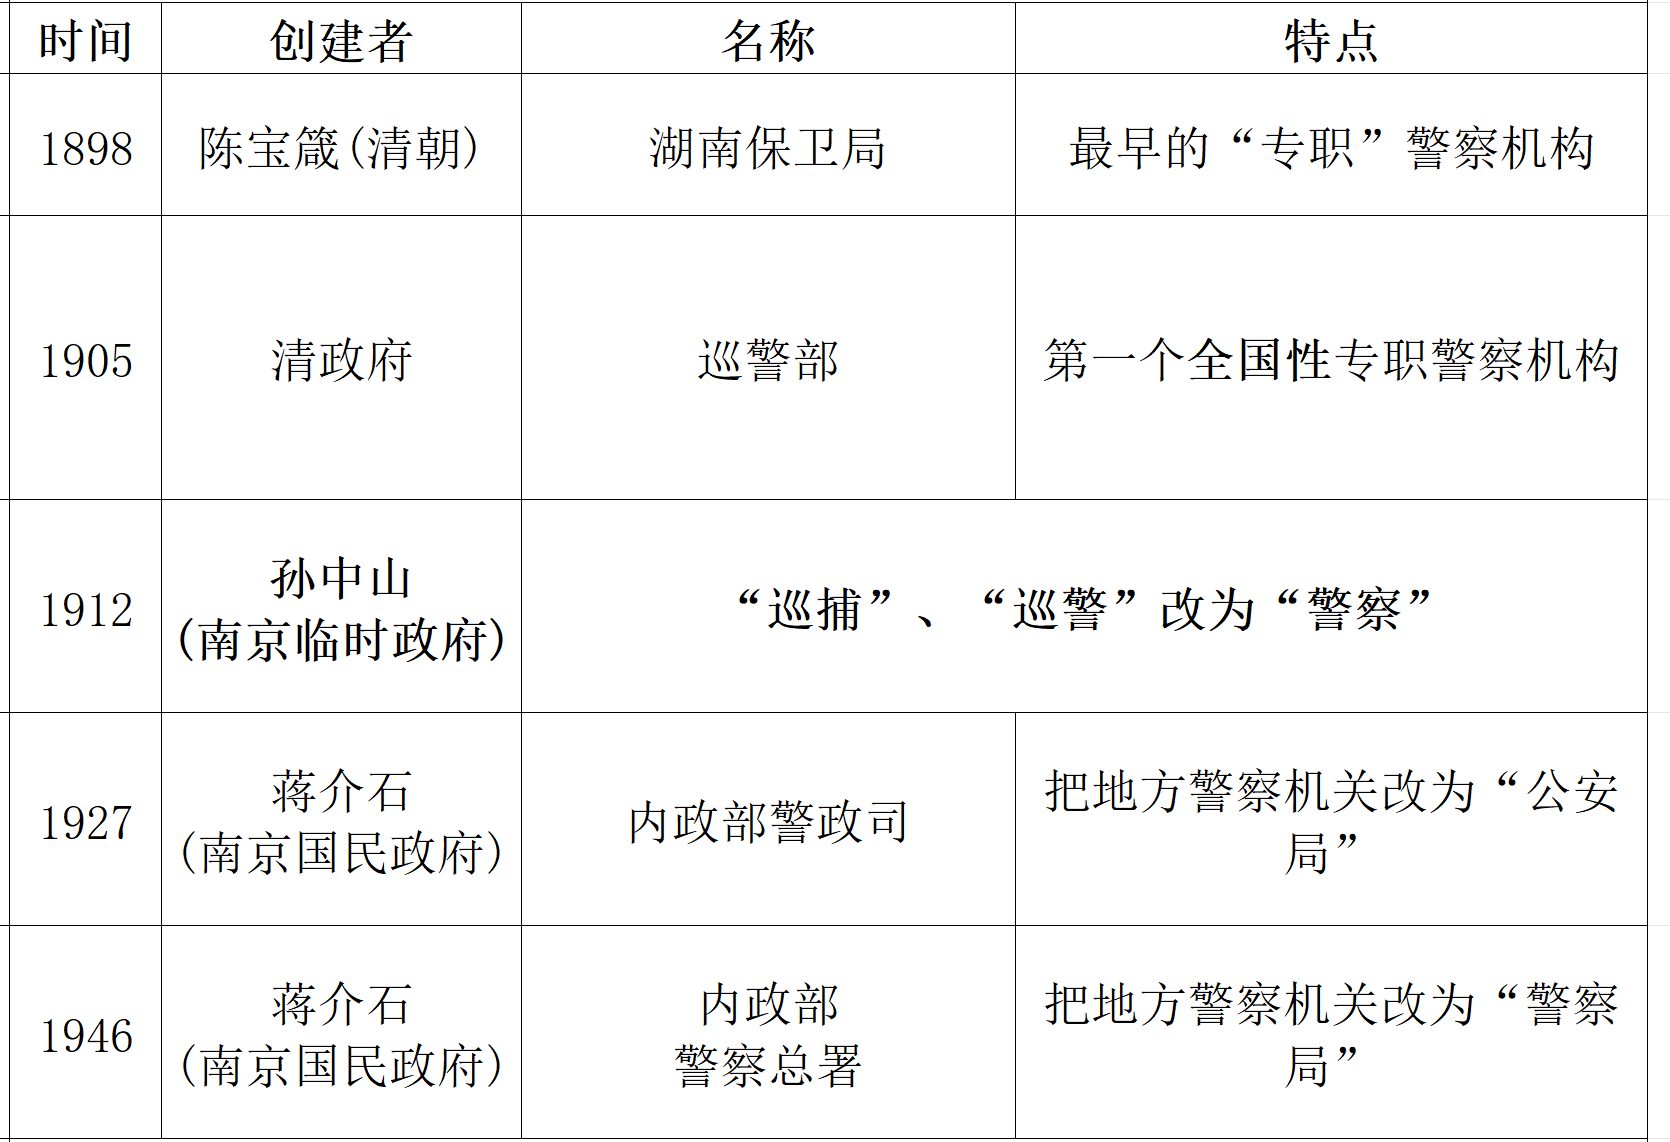 时间 创建者 名称 特点
1898 陈宝箴(清朝) 湖南保卫局 最早的“专职”警察机构
1905 清政府 巡警部 第一个全国性专职警察机构
1912 孙中山
(南京临时政府) “巡捕”、“巡警”改为“警察”
1927 蒋介石
(南京国民政府) 内政部警政司 把地方警察机关改为“公安
局”
1946 蒋介石
(南京国民政府) 内政部
警察总署 把地方警察机关改为“警察
局”